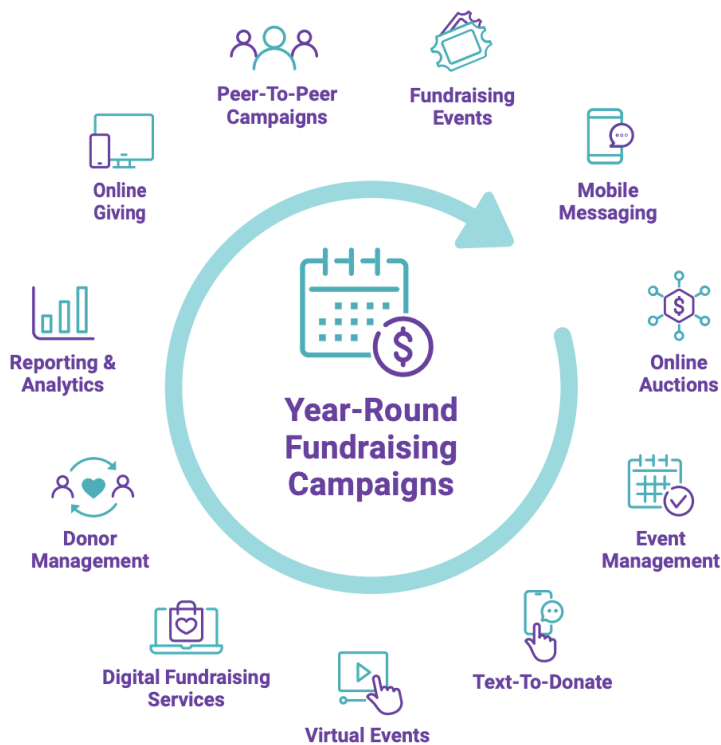 Peer-To-Peer
Campaigns
Fundraising
Events
Mobile
Messaging
Online
Auctions
Event
Management
Text-To-Donate
Virtual Events
Digital Fundraising
Services
Donor
Management
Reporting &
Analytics
Online
Giving
Year-Round
Fundraising
Campaigns